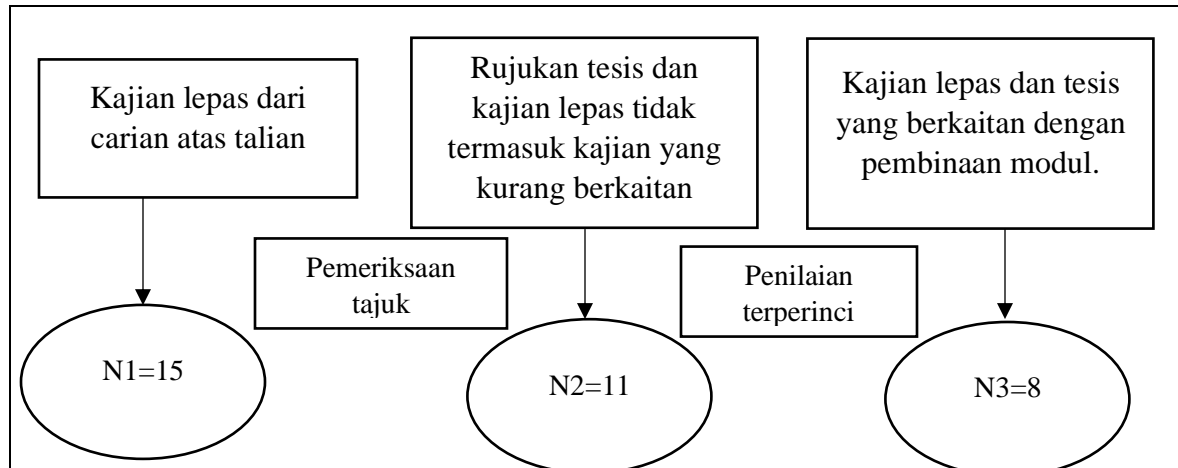 Kajian lepas dari
carian atas talian
Rujukan tesis dan
kajian lepas tidak
termasuk kajian yang
kurang berkaitan
Kajian lepas dan tesis
yang berkaitan dengan
pembinaan modul.
Pemeriksaan
tajuk
Penilaian
terperinci
N1=15
N2=11
N3=8